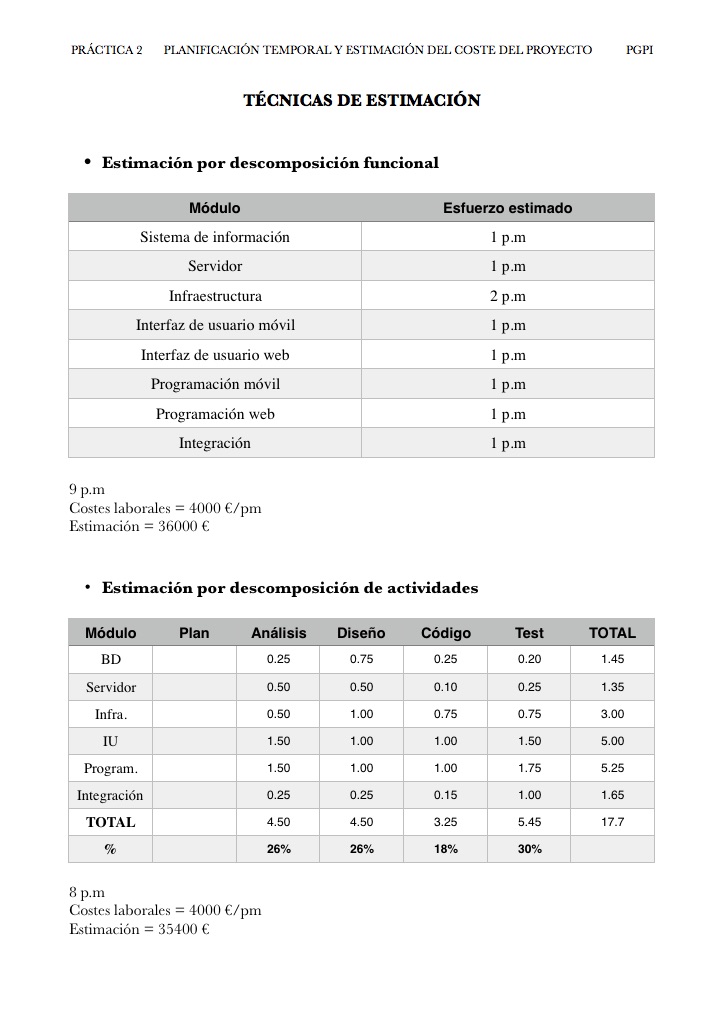 PRÁCTICA 2 PLANIFICACIÓN TEMPORAL Y ESTIMACIÓN DEL COSTE DEL PROYECTO PGPI
TÉCNICAS DE ESTIMACIÓN
• Estimación por descomposición funcional
Módulo Esfuerzo estimado
Sistema de información 1 p.m
Servidor 1 p.m
Infraestructura 2 p.m
Interfaz de usuario móvil 1 p.m
Interfaz de usuario web 1 p.m
Programación móvil 1 p.m
Programación web 1 p.m
Integración 1 p.m
9 p.m
Costes laborales = 4000 €/pm
Estimación = 36000 €
• Estimación por descomposición de actividades
Módulo Plan Análisis Diseño Código Test TOTAL
BD 0.25 0.75 0.25 0.20 1.45
Servidor 0.50 0.50 0.10 0.25 1.35
Infra. 0.50 1.00 0.75 0.75 3.00
IU 1.50 1.00 1.00 1.50 5.00
Program. 1.50 1.00 1.00 1.75 5.25
Integración 0.25 0.25 0.15 1.00 1.65
TOTAL 4.50 4.50 3.25 5.45 17.7
% 26% 26% 18% 30%
8 p.m
Costes laborales = 4000 €/pm
Estimación = 35400 €